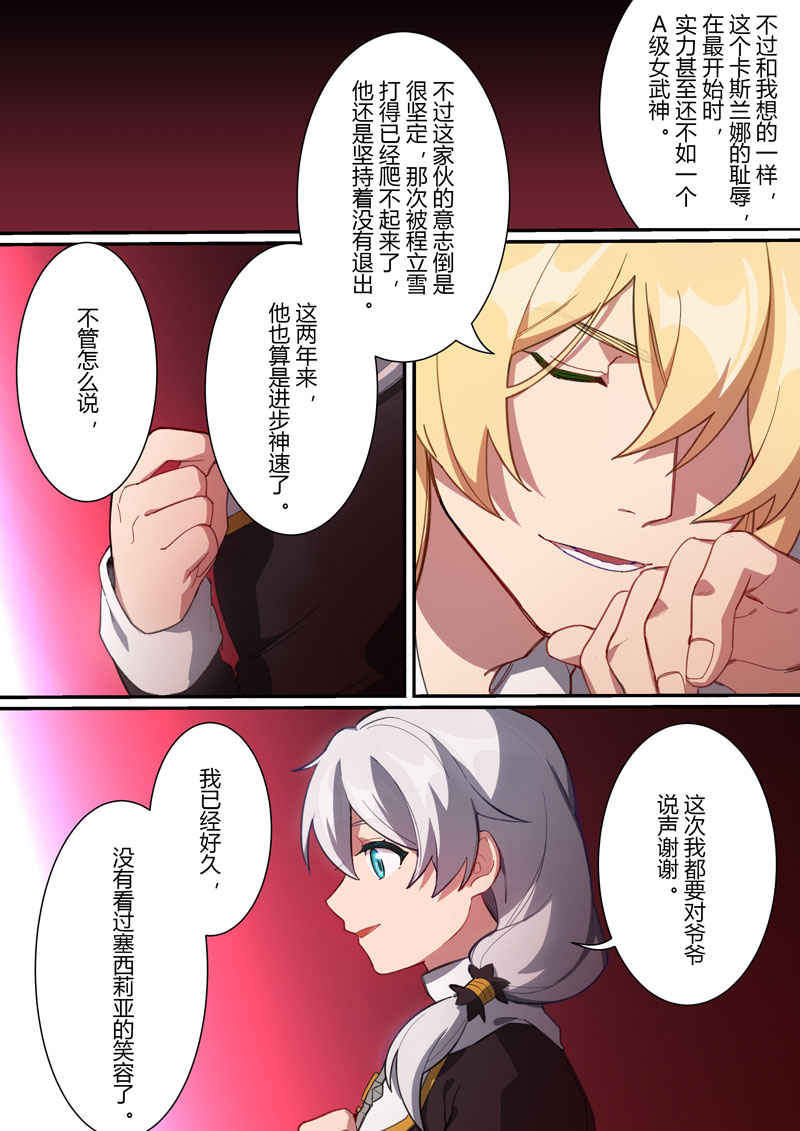 不过和我想的一样，
这个卡斯兰娜的耻辱，
在最开始时，
实力甚至还不如一个
A级女武神。
不过这家伙的意志倒是
很坚定，那次被程立雪
打得已经爬不起来了，
他还是坚持着没有退出。
这两年来，
他也算是进步神速了。
不管怎么说，
这次我都要对爷爷
说声谢谢。
我已经好久，
没有看过塞西莉亚的笑容了。